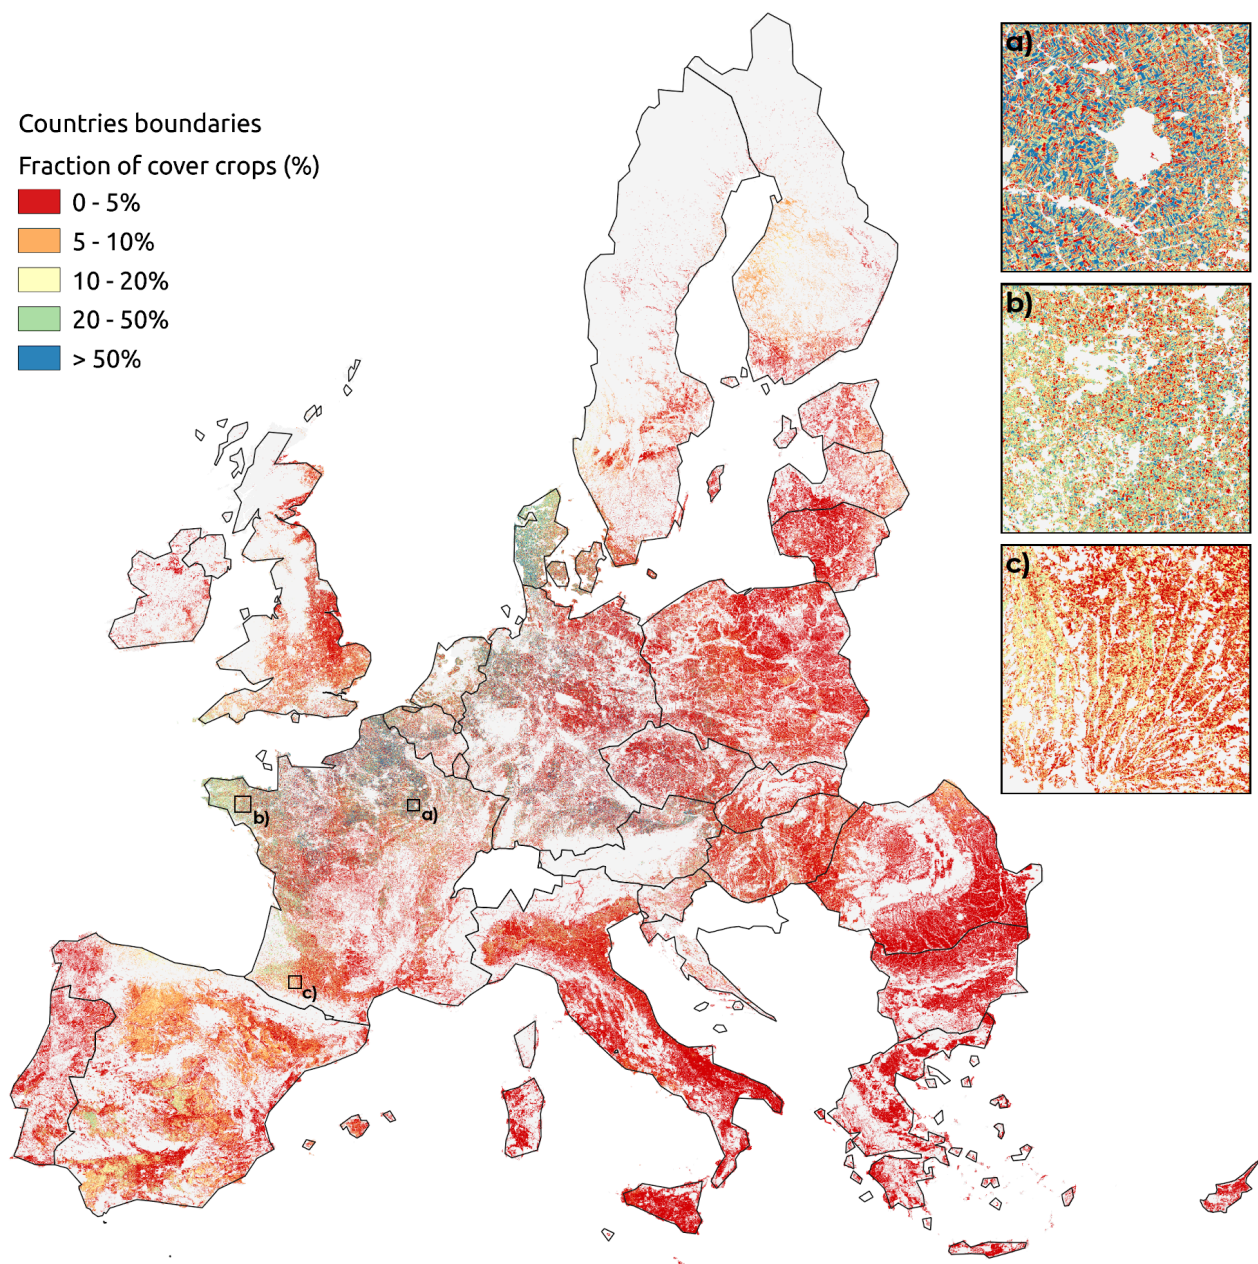 Countries boundaries
Fraction of cover crops (%)
0 - 5%
5 - 10%
10 - 20%
20 - 50%
> 50%
a)
b)
c)
b)
a)
c)